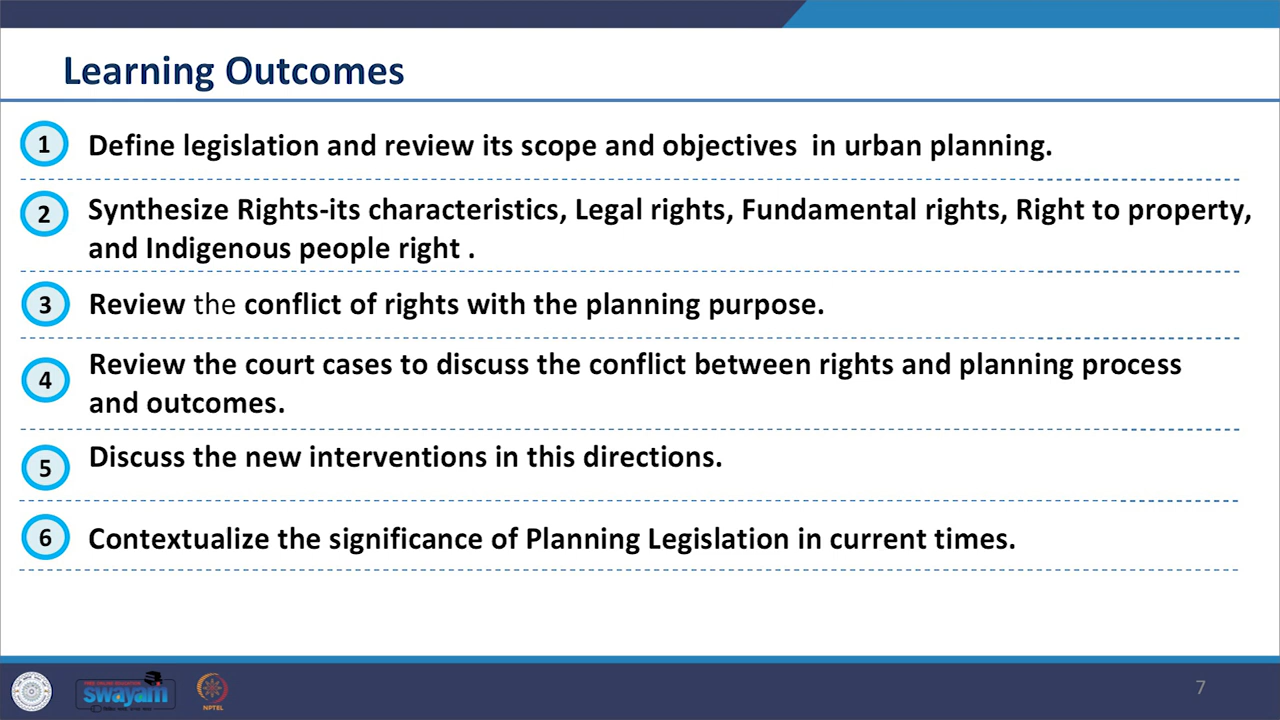 Learning Outcomes
1 Define legislation and review its scope and objectives in urban planning.
2 Synthesize Rights-its characteristics, Legal rights, Fundamental rights, Right to property,
and Indigenous people right .
3 Review the conflict of rights with the planning purpose.
4 Review the court cases to discuss the conflict between rights and planning process
and outcomes.
5 Discuss the new interventions in this directions.
6 Contextualize the significance of Planning Legislation in current times.
swayam
NPTEL
7